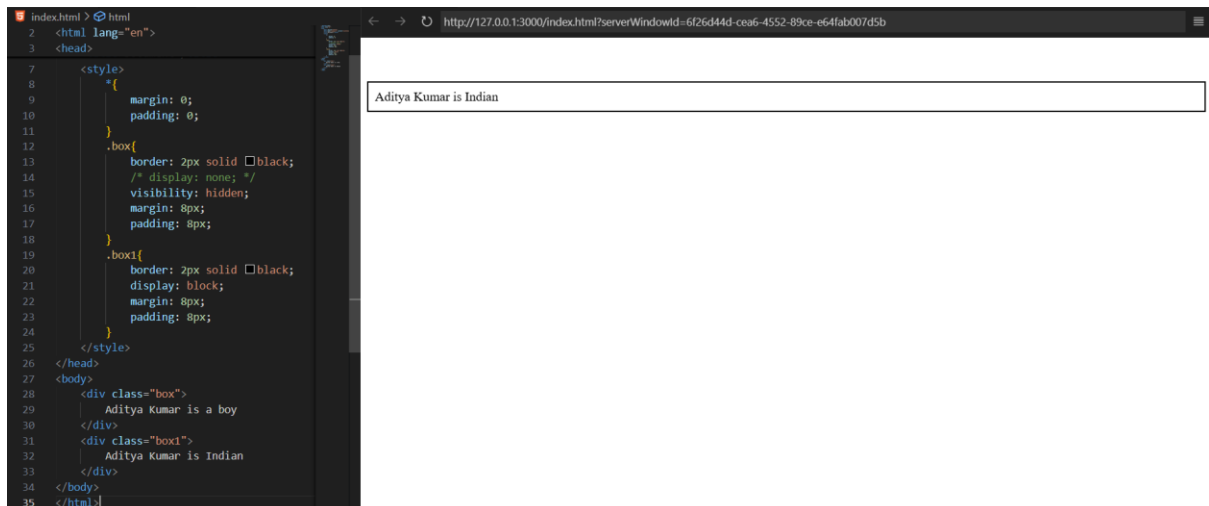 index.html > html
2 <html lang="en">
3 <head>
7 <style>
8 *{
9 margin: 0;
10 padding: 0;
11 }
12 .box{
13 border: 2px solid black;
14 /* display: none; */
15 visibility: hidden;
16 margin: 8px;
17 padding: 8px;
18 }
19 .box1{
20 border: 2px solid black;
21 display: block;
22 margin: 8px;
23 padding: 8px;
24 }
25 </style>
26 </head>
27 <body>
28 <div class="box">
29 Aditya Kumar is a boy
30 </div>
31 <div class="box1">
32 Aditya Kumar is Indian
33 </div>
34 </body>
35 </html>
http://127.0.0.1:3000/index.html?serverWindowId=6f26d44d-cea6-4552-89ce-e64fab007d5b
Aditya Kumar is Indian